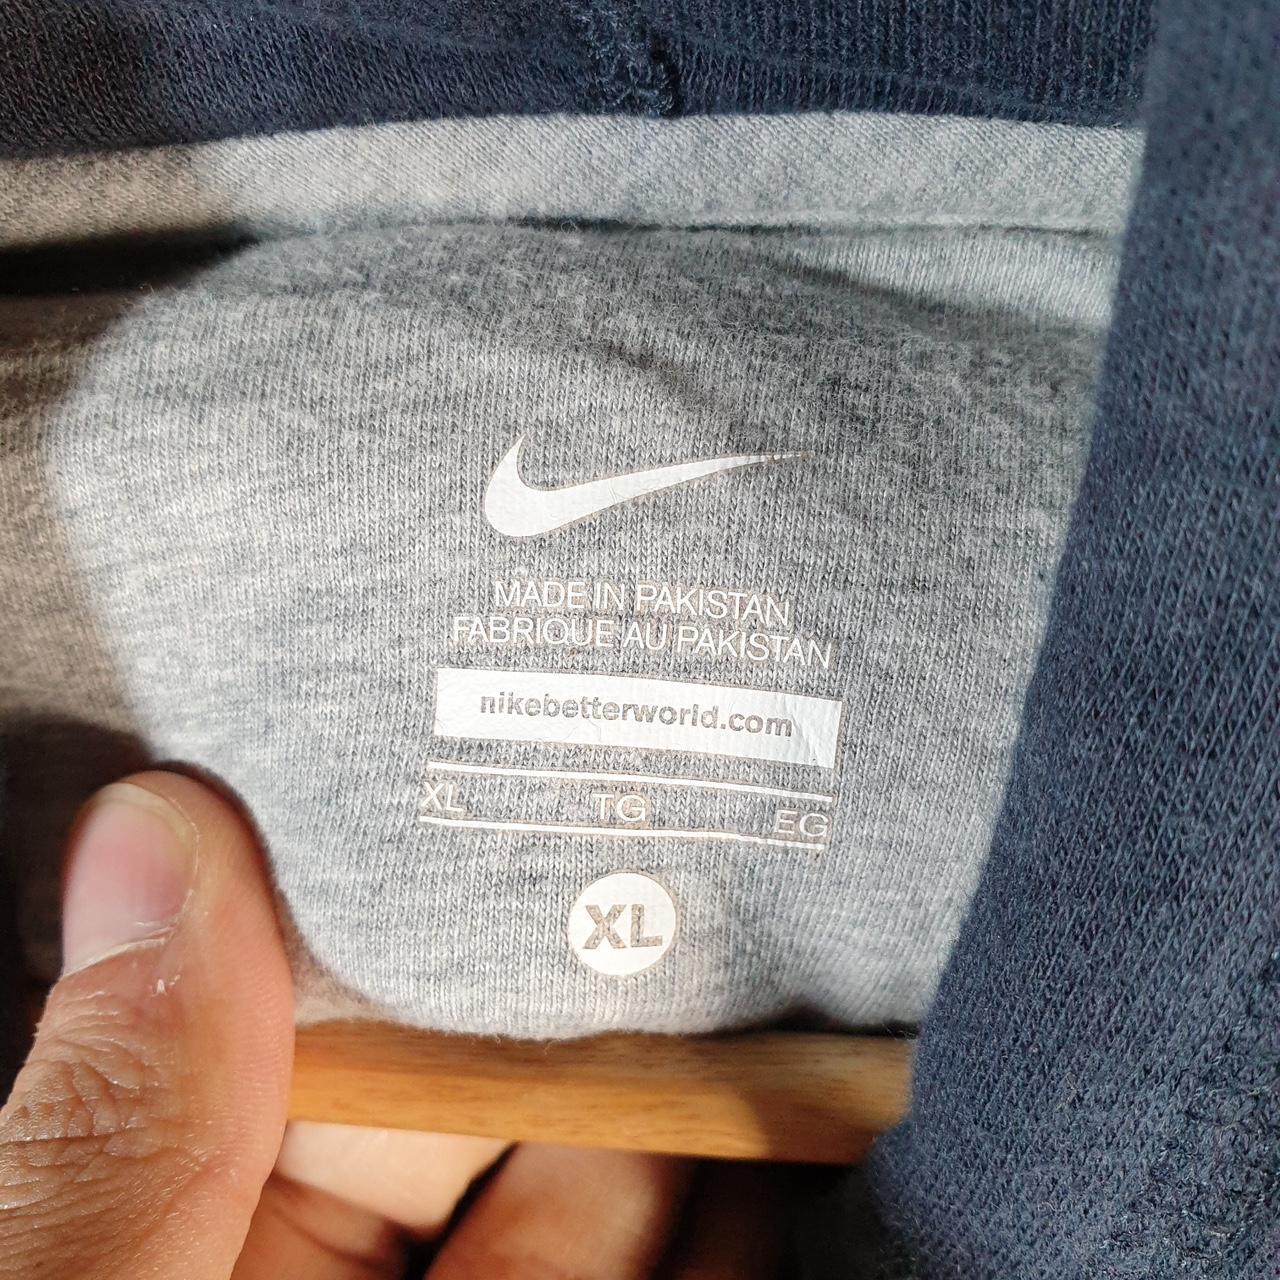 MADE IN PAKISTAN
FABRIQUE AU PAKISTAN
nikebetterworld.com
XL TG EG
XL